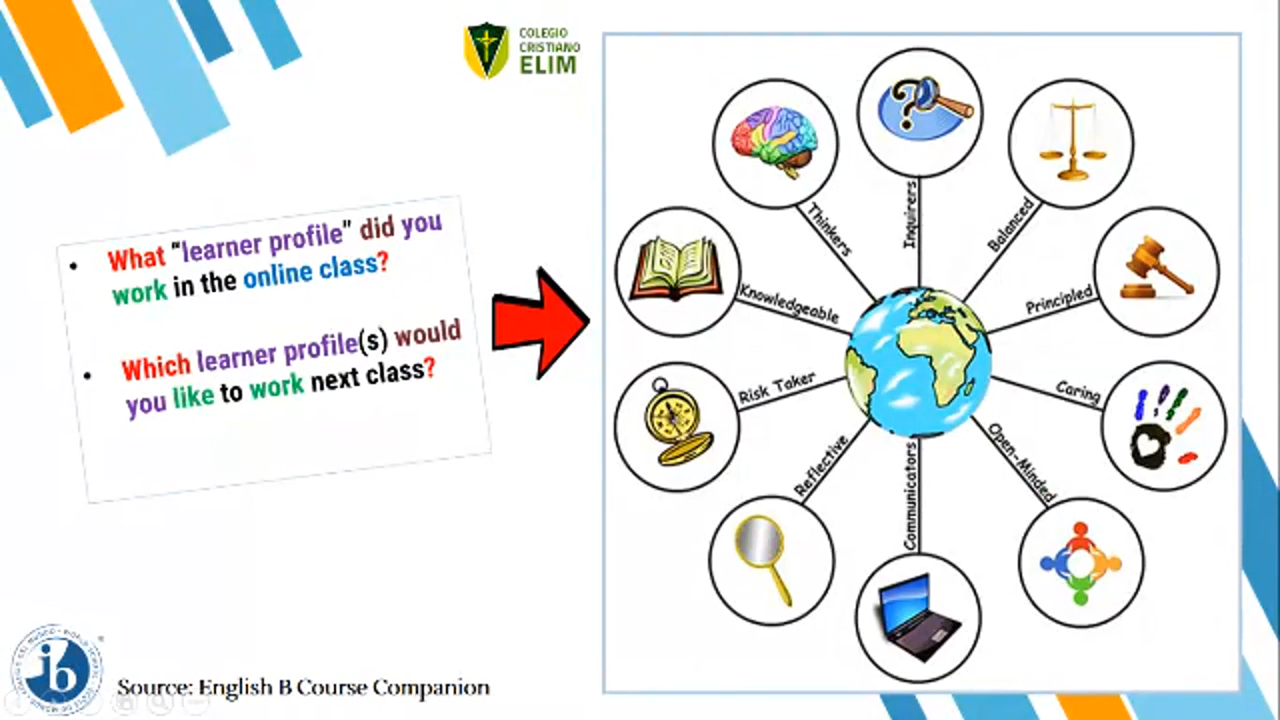 COLEGIO
CRISTIANO
ELIM
• What “learner profile” did you
work in the online class?
• Which learner profile(s) would
you like to work next class?
Thinkers
Inquirers
Balanced
Knowledgeable
Principled
Risk Taker
Caring
Reflective
Communicators
Open-Minded
ib
Source: English B Course Companion